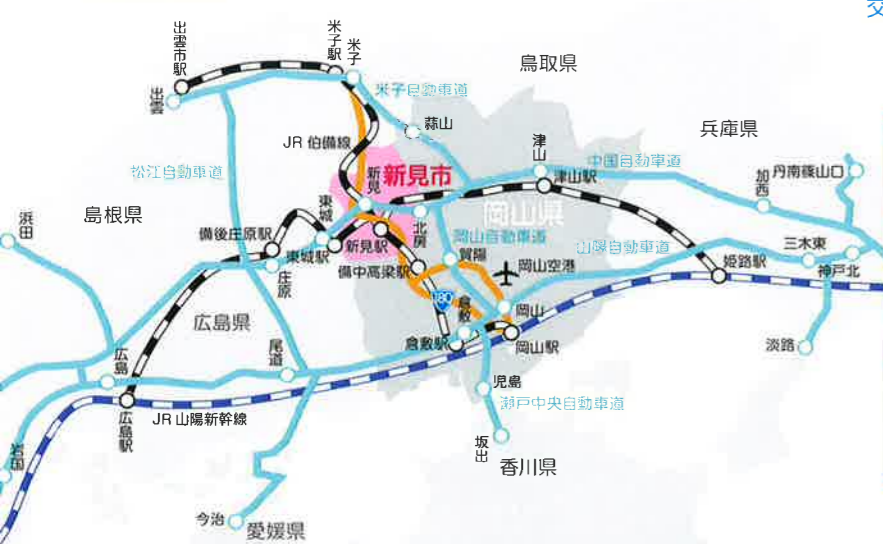 交
出雲市駅
米子駅
米子
鳥取県
出雲
米子自動車道
蒜山
兵庫県
JR 伯備線
津山
中国自動車道
丹南篠山口
松江自動車道
新見
新見市
津山駅
加西
島根県
東城
岡山県
浜田
備後庄原駅
東城駅
新見駅
北房
岡山自動車道
山陽自動車道
三木東
庄原
備中高梁駅
賀陽
岡山空港
姫路駅
神戸北
180
広島県
倉敷
岡山
倉敷駅
岡山駅
淡路
広島
尾道
児島
広島駅
JR 山陽新幹線
瀬戸中央自動車道
岩国
坂出
香川県
今治
愛媛県